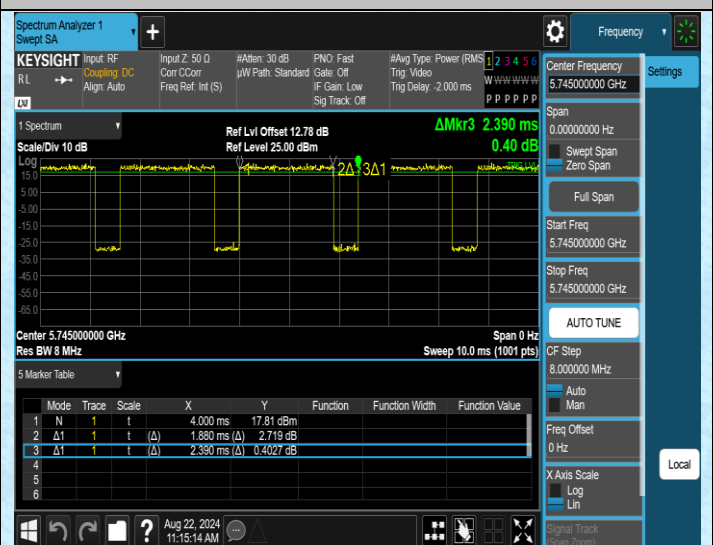 Spectrum Analyzer 1
Swept SA
+
Frequency
KEYSIGHT
RL
LXI
Input: RF
Coupling: DC
Align: Auto
Input Z: 50 Ω
Corr CCorr
Freq Ref: Int (S)
#Atten: 30 dB
µW Path: Standard
PNO: Fast
Gate: Off
IF Gain: Low
Sig Track: Off
#Avg Type: Power (RMS
Trig: Video
Trig Delay: -2.000 ms
1 2 3 4 5 6
W W W W W W
P P P P P P
Center Frequency
5.745000000 GHz
Settings
Span
0.00000000 Hz
Swept Span
Zero Span
Full Span
Start Freq
5.745000000 GHz
Stop Freq
5.745000000 GHz
AUTO TUNE
CF Step
8.000000 MHz
Auto
Man
Freq Offset
0 Hz
X Axis Scale
Log
Lin
Signal Track
(Span Zoom)
Local
1 Spectrum
Scale/Div 10 dB
Ref Lvl Offset 12.78 dB
Ref Level 25.00 dBm
ΔMkr3 2.390 ms
0.40 dB
Log
15.0
5.00
-5.00
-15.0
-25.0
-35.0
-45.0
-55.0
-65.0
1
2Δ1
3Δ1
TRIG LVL
Center 5.745000000 GHz
Res BW 8 MHz
Span 0 Hz
Sweep 10.0 ms (1001 pts)
5 Marker Table
Mode Trace Scale X Y Function Function Width Function Value
1 N 1 t 4.000 ms 17.81 dBm
2 Δ1 1 t (Δ) 1.880 ms (Δ) 2.719 dB
3 Δ1 1 t (Δ) 2.390 ms (Δ) 0.4027 dB
4
5
6
?
Aug 22, 2024
11:15:14 AM